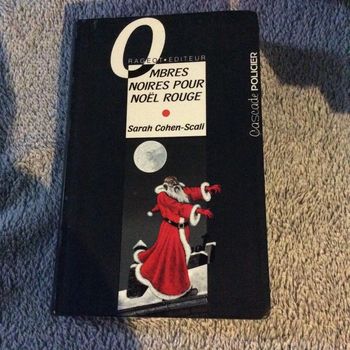 RAGEOT • EDITEUR
OMBRES
NOIRES POUR
NOËL ROUGE
Sarah Cohen-Scali
Cascade POLICIER